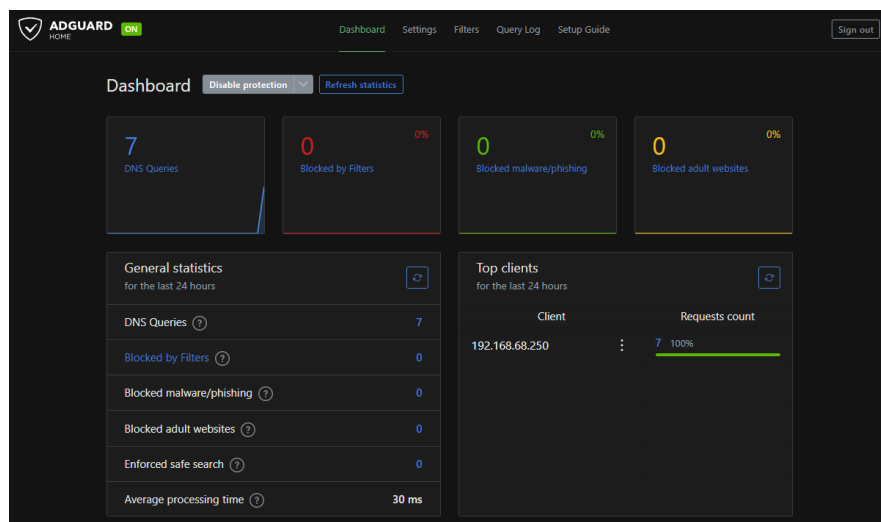 ADGUARD ON
HOME
Dashboard Settings Filters Query Log Setup Guide
Sign out
Dashboard Disable protection Refresh statistics
7
DNS Queries
0%
0
Blocked by Filters
0%
0
Blocked malware/phishing
0%
0
Blocked adult websites
General statistics
for the last 24 hours
DNS Queries ? 7
Blocked by Filters ? 0
Blocked malware/phishing ? 0
Blocked adult websites ? 0
Enforced safe search ? 0
Average processing time ? 30 ms
Top clients
for the last 24 hours
Client Requests count
192.168.68.250 7 100%